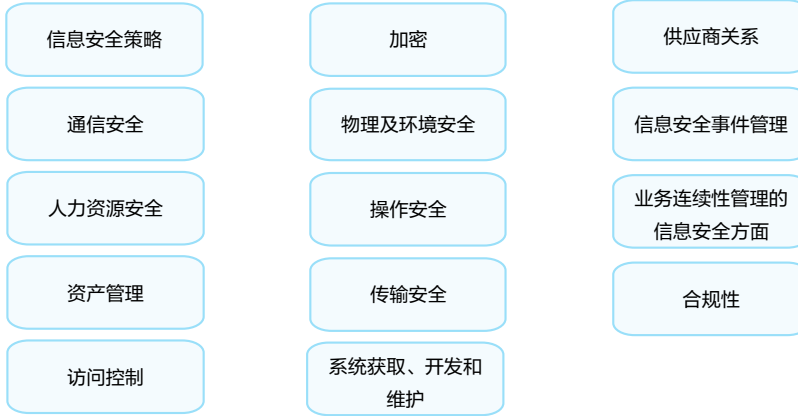 信息安全策略
通信安全
人力资源安全
资产管理
访问控制
加密
物理及环境安全
操作安全
传输安全
系统获取、开发和
维护
供应商关系
信息安全事件管理
业务连续性管理的
信息安全方面
合规性